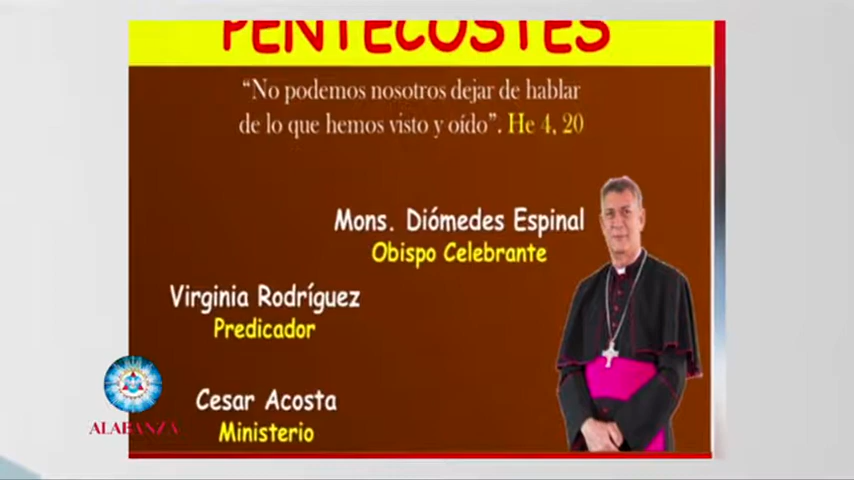 PENTECOSTES
“No podemos nosotros dejar de hablar
de lo que hemos visto y oído”. He 4, 20
Mons. Diómedes Espinal
Obispo Celebrante
Virginia Rodríguez
Predicador
Cesar Acosta
Ministerio
ALABANZA